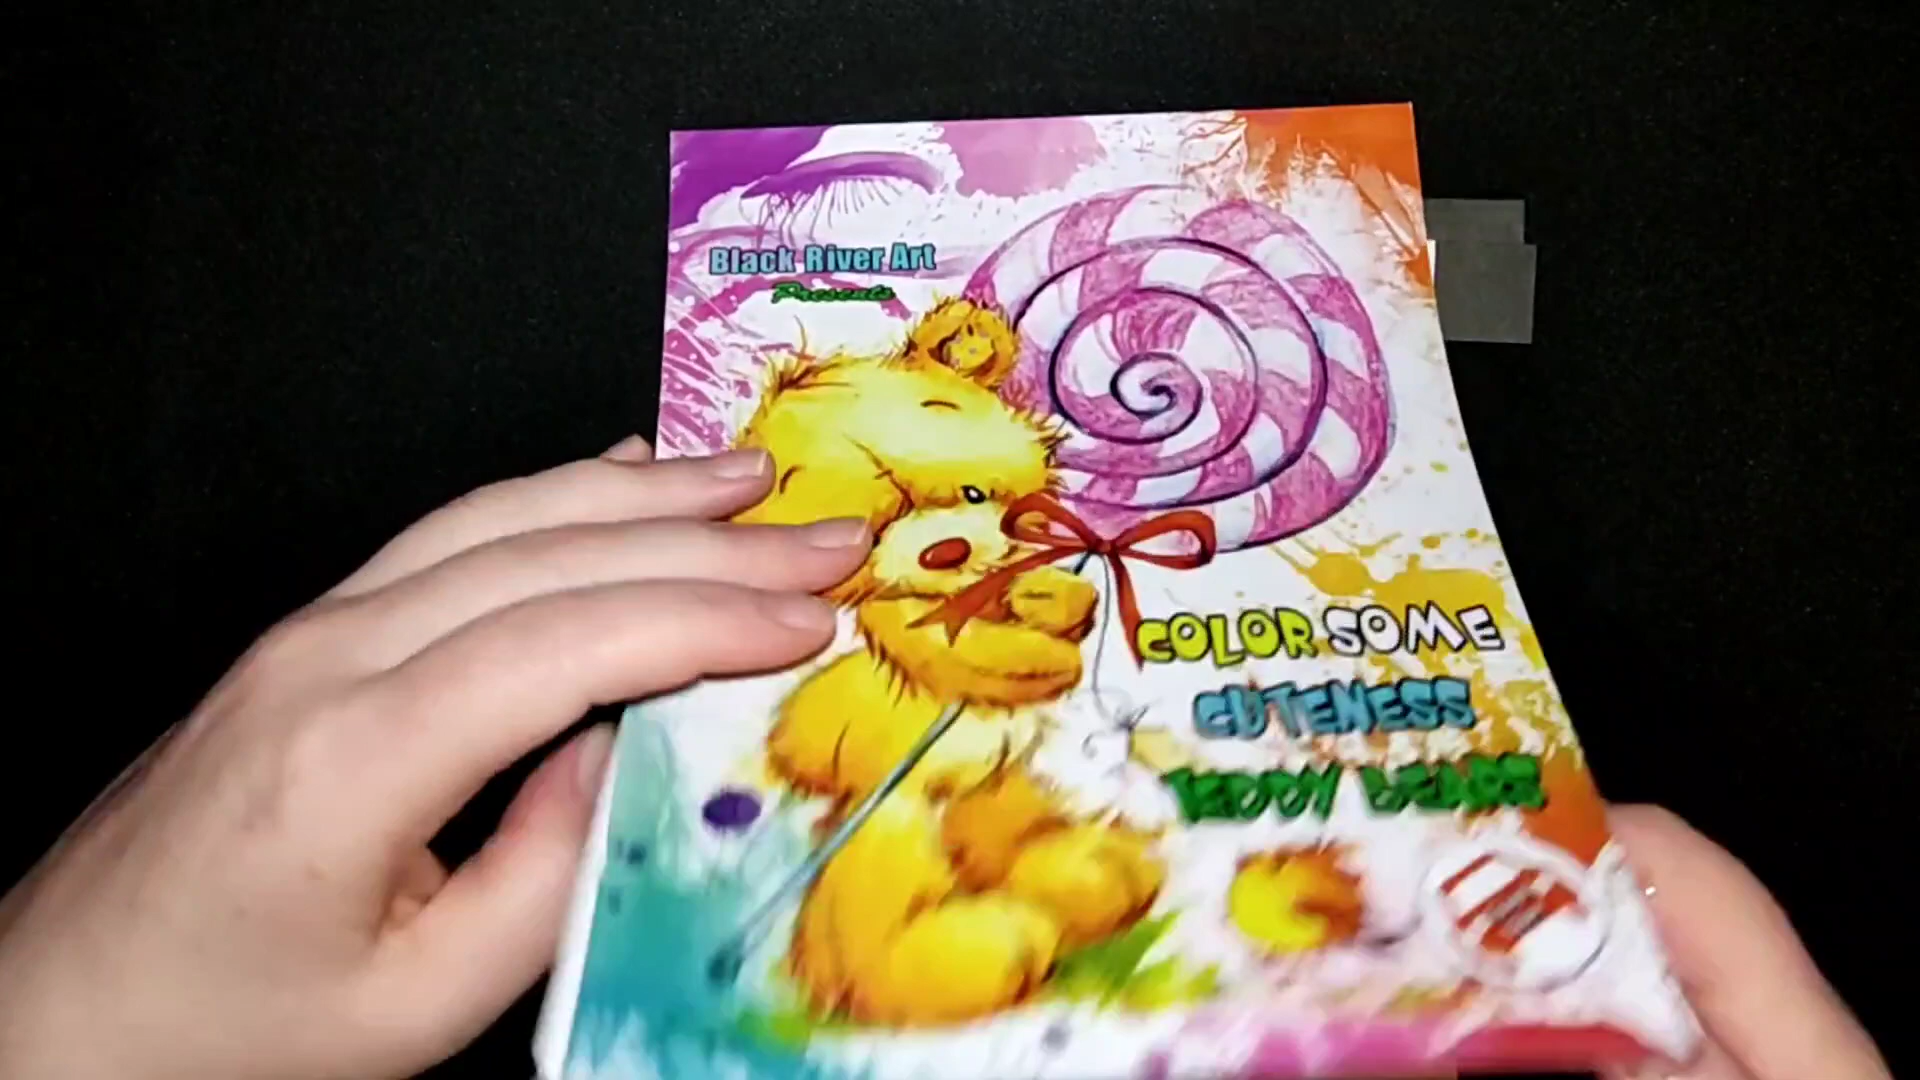 Black River Art
Presents
COLOR SOME
CUTENESS
TEDDY BEARS